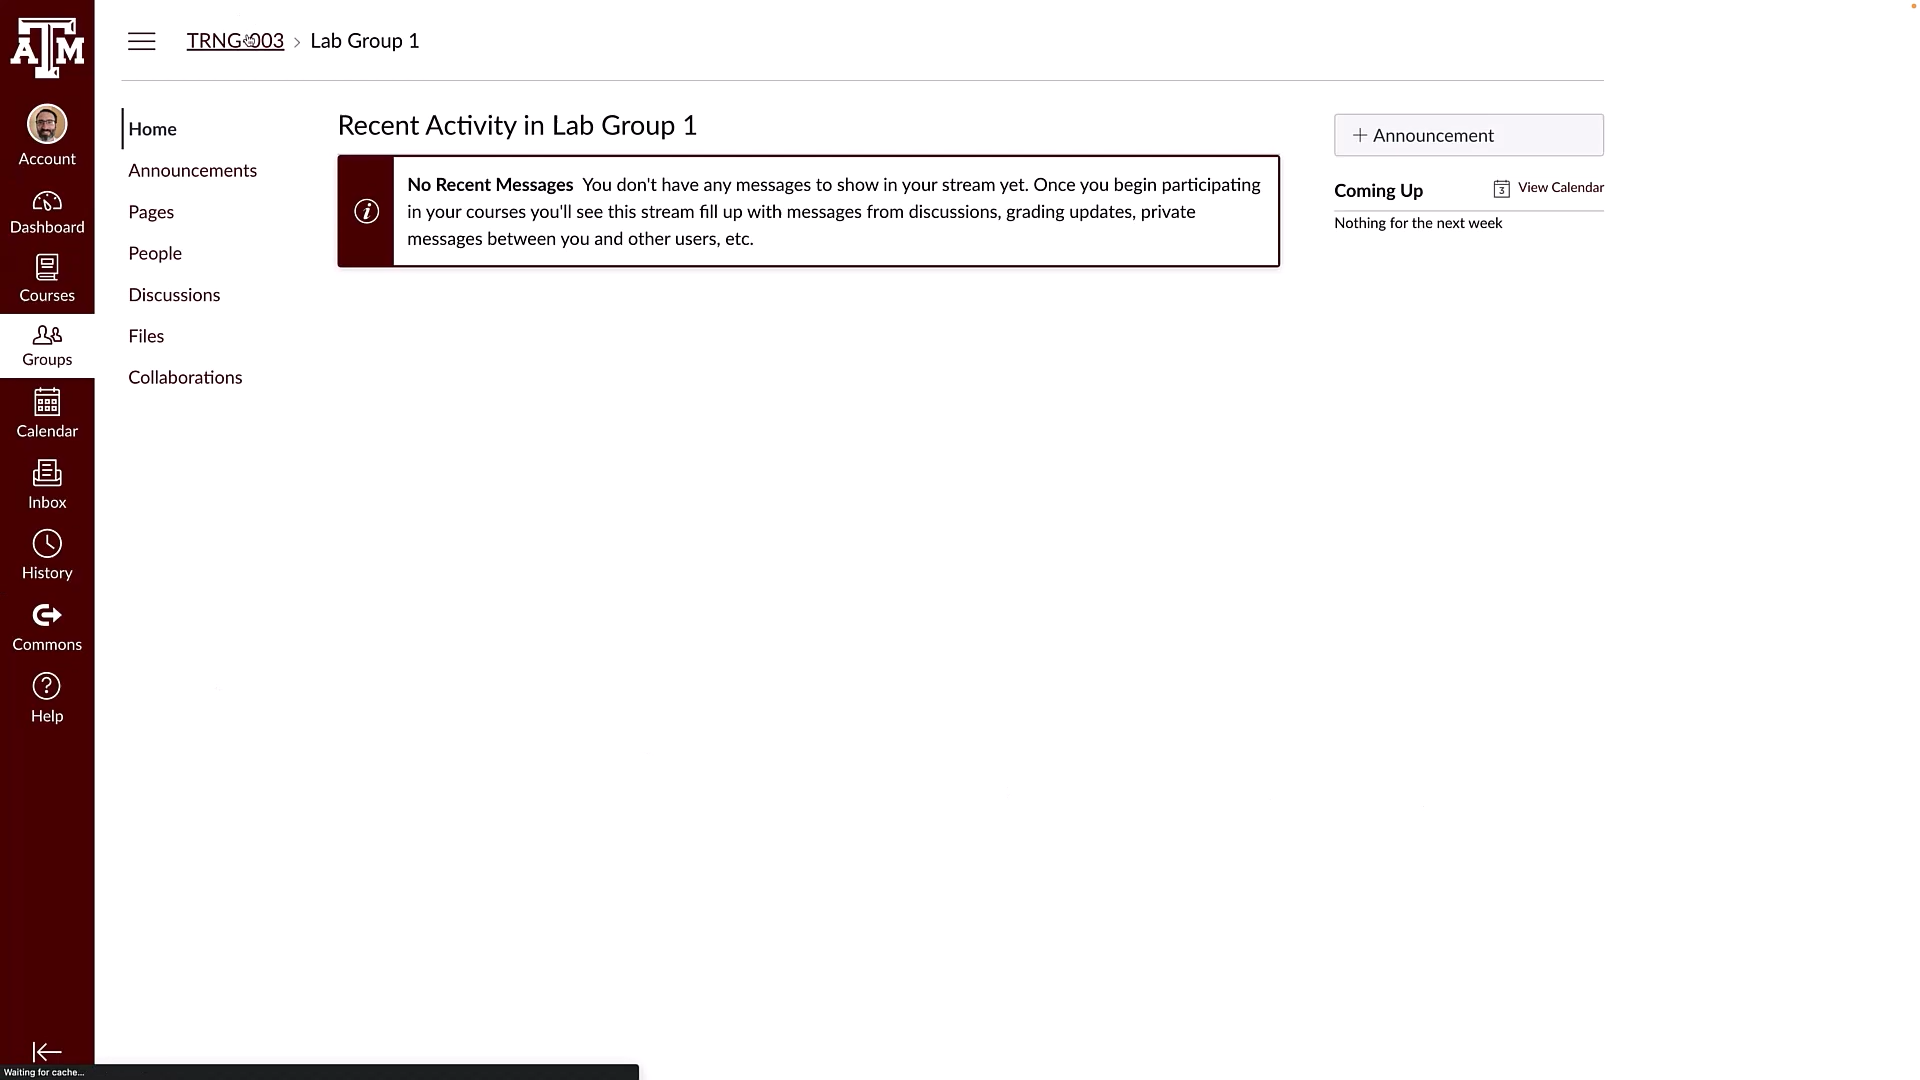 ATM
TRNG 003 > Lab Group 1
Account
Dashboard
Courses
Groups
Calendar
Inbox
History
Commons
Help
Home
Announcements
Pages
People
Discussions
Files
Collaborations
Recent Activity in Lab Group 1
No Recent Messages You don't have any messages to show in your stream yet. Once you begin participating
in your courses you'll see this stream fill up with messages from discussions, grading updates, private
messages between you and other users, etc.
+ Announcement
Coming Up
3 View Calendar
Nothing for the next week
Waiting for cache...